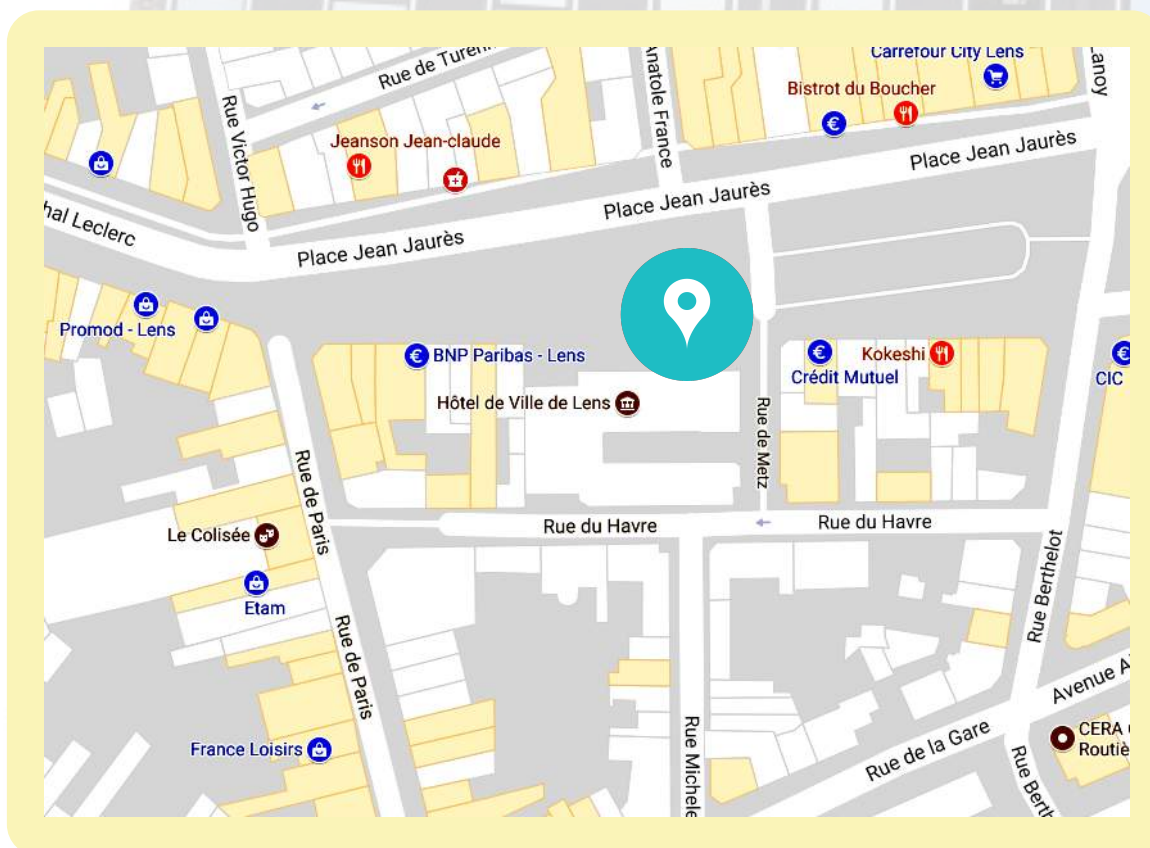 Carrefour City Lens
Rue de Turenn
Anatole France
Lanoy
Bistrot du Boucher
Rue Victor Hugo
Jeanson Jean-claude
€
Place Jean Jaurès
Place Jean Jaurès
hal Leclerc
Place Jean Jaurès
Promod - Lens
€ BNP Paribas - Lens
€
Crédit Mutuel
Kokeshi
€
CIC
Hôtel de Ville de Lens
Rue de Metz
Rue de Paris
Rue du Havre
Rue du Havre
Le Colisée
Etam
Rue Berthelot
Rue de Paris
Avenue A
France Loisirs
Rue Michele
Rue de la Gare
CERA
Routiè
Rue Berth